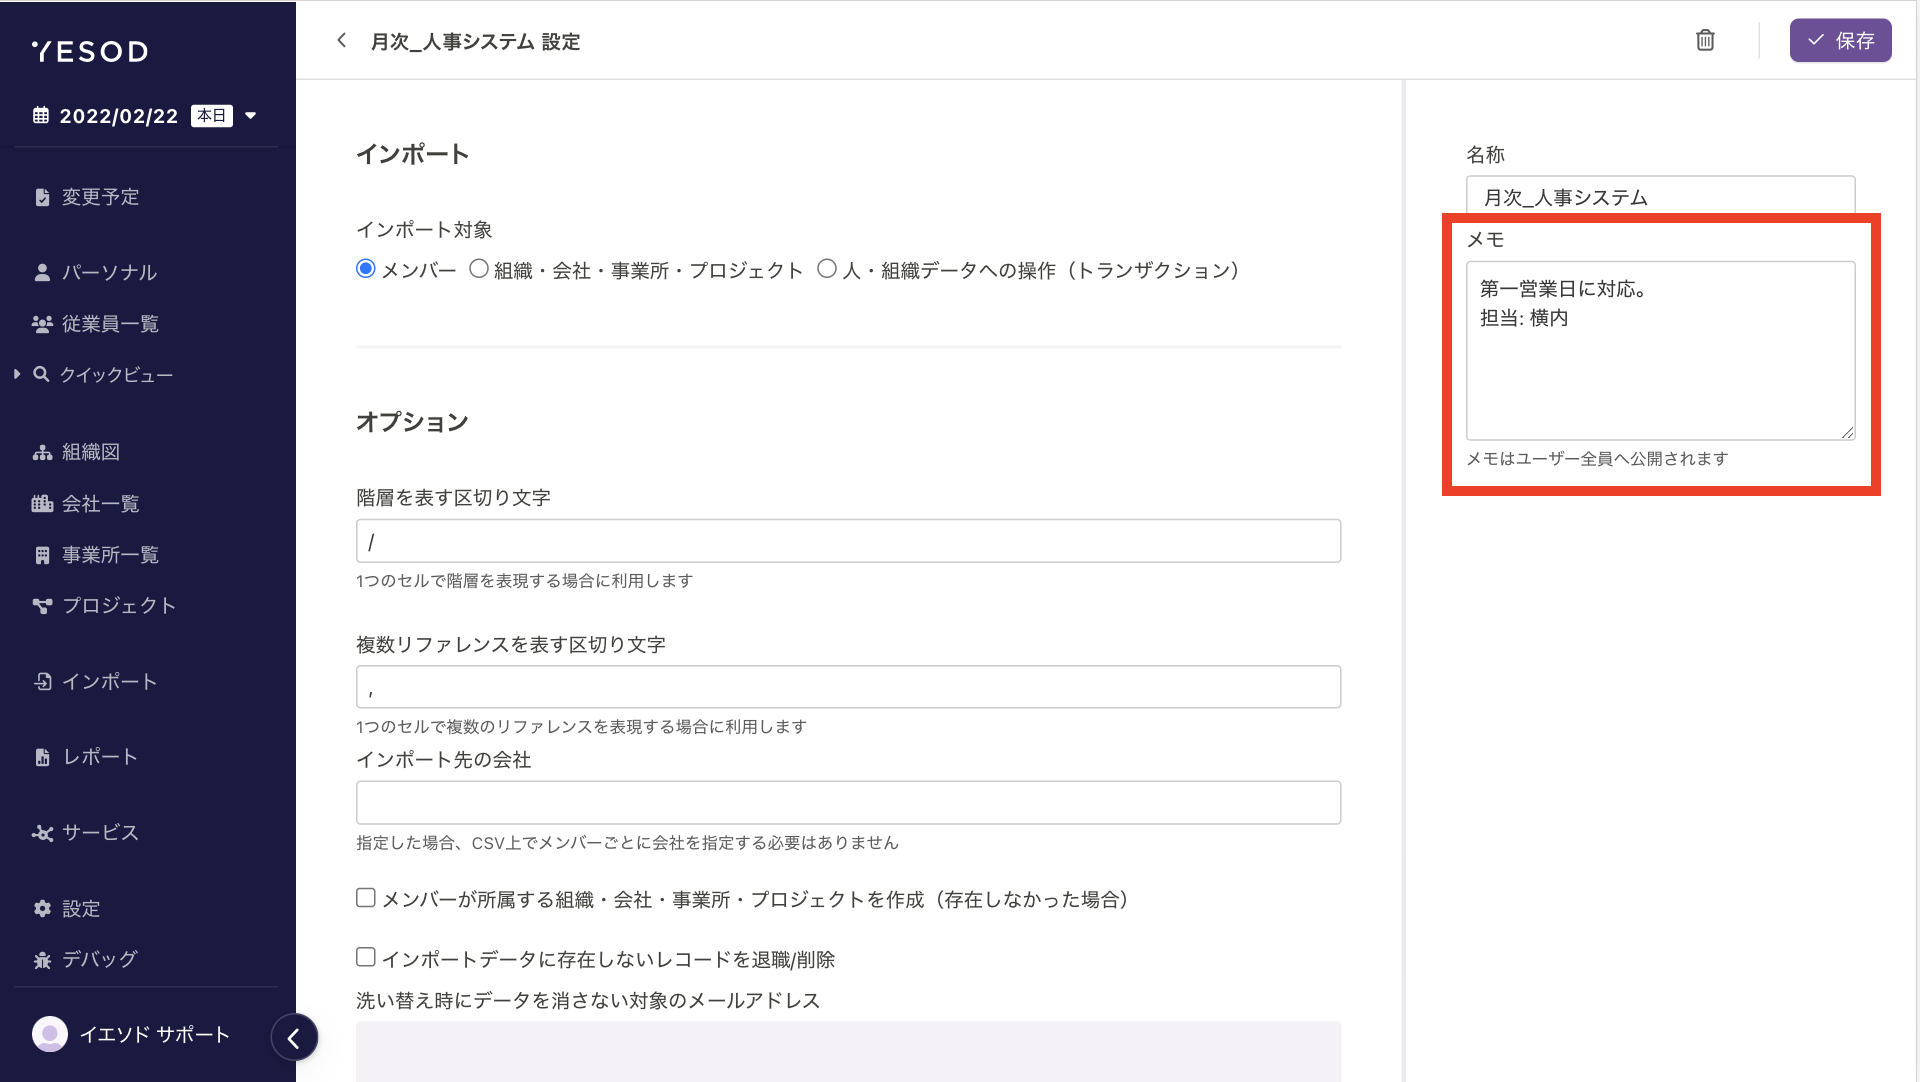 YESOD
2022/02/22 本日
変更予定
パーソナル
従業員一覧
クイックビュー
組織図
会社一覧
事業所一覧
プロジェクト
インポート
レポート
サービス
設定
デバッグ
イエソド サポート
月次_人事システム 設定
保存
インポート
インポート対象
メンバー 組織・会社・事業所・プロジェクト 人・組織データへの操作（トランザクション）
オプション
階層を表す区切り文字
/
1つのセルで階層を表現する場合に利用します
複数リファレンスを表す区切り文字
,
1つのセルで複数のリファレンスを表現する場合に利用します
インポート先の会社
指定した場合、CSV上でメンバーごとに会社を指定する必要はありません
メンバーが所属する組織・会社・事業所・プロジェクトを作成（存在しなかった場合）
インポートデータに存在しないレコードを退職/削除
洗い替え時にデータを消さない対象のメールアドレス
名称
月次_人事システム
メモ
第一営業日に対応。
担当: 横内
メモはユーザー全員へ公開されます